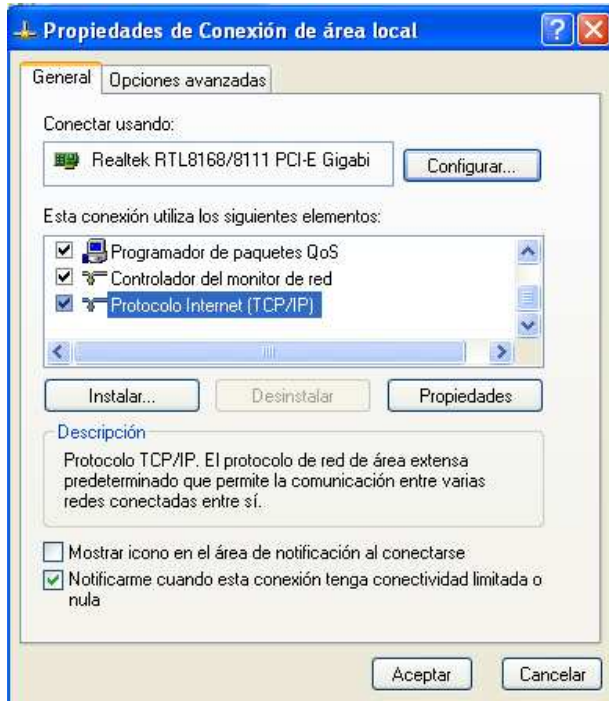 Propiedades de Conexión de área local
General
Opciones avanzadas
Conectar usando:
Realtek RTL8168/8111 PCI-E Gigabi
Configurar...
Esta conexión utiliza los siguientes elementos:
Programador de paquetes QoS
Controlador del monitor de red
Protocolo Internet (TCP/IP)
Instalar...
Desinstalar
Propiedades
Descripción
Protocolo TCP/IP. El protocolo de red de área extensa
predeterminado que permite la comunicación entre varias
redes conectadas entre sí.
Mostrar icono en el área de notificación al conectarse
Notificarme cuando esta conexión tenga conectividad limitada o
nula
Aceptar
Cancelar